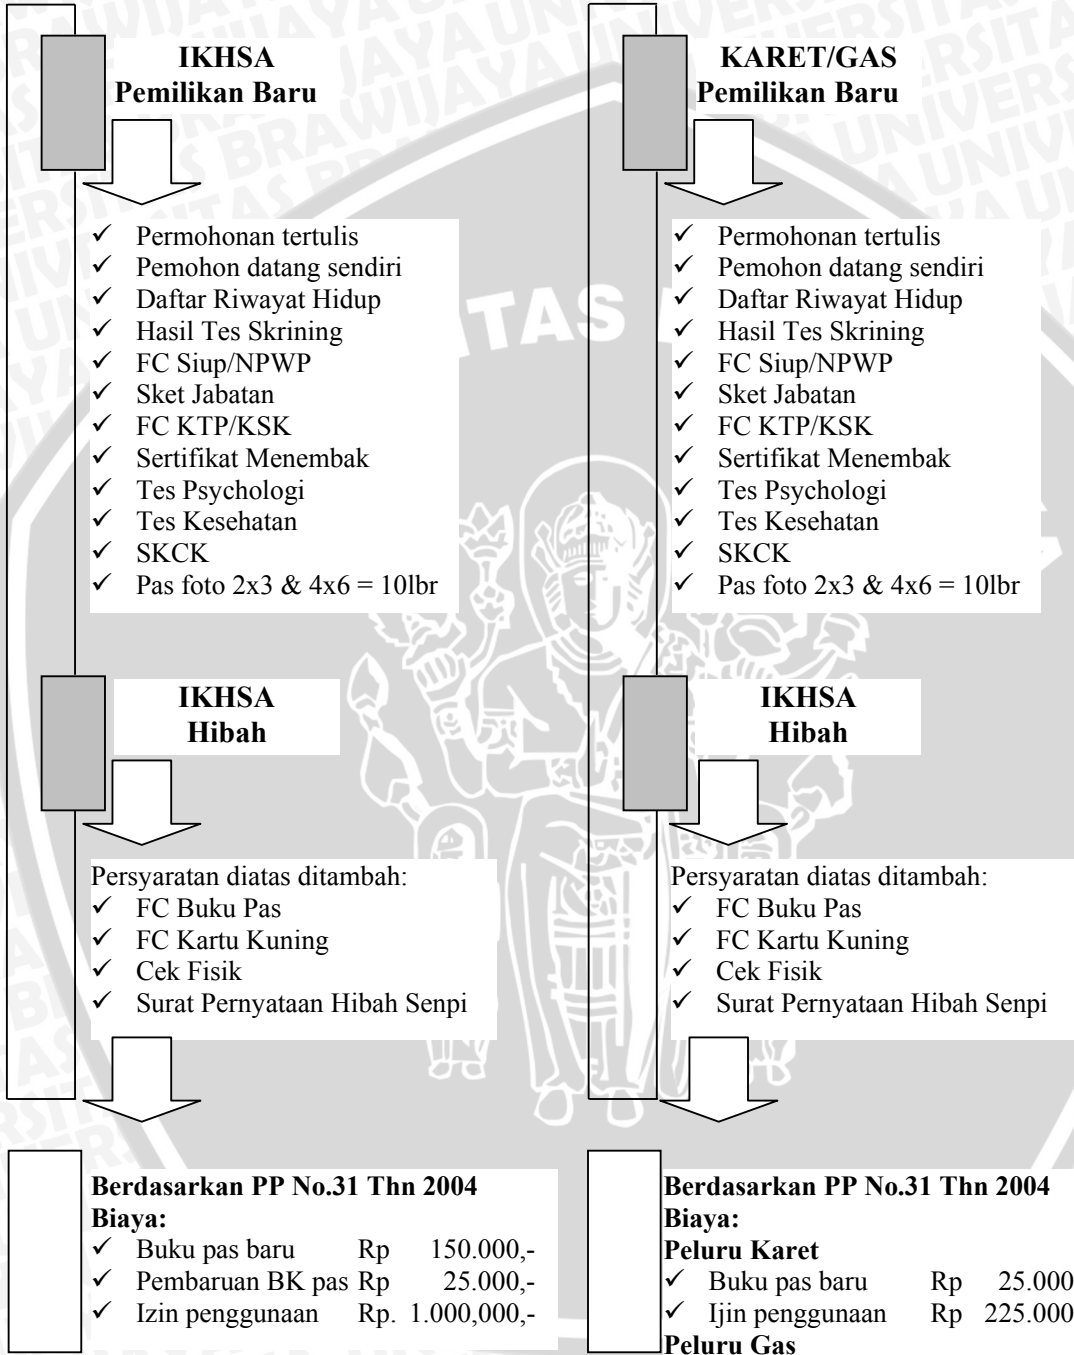 IKHSA
Pemilikan Baru
✓ Permohonan tertulis
✓ Pemohon datang sendiri
✓ Daftar Riwayat Hidup
✓ Hasil Tes Skrining
✓ FC Siup/NPWP
✓ Sket Jabatan
✓ FC KTP/KSK
✓ Sertifikat Menembak
✓ Tes Psychologi
✓ Tes Kesehatan
✓ SKCK
✓ Pas foto 2x3 & 4x6 = 10lbr
IKHSA
Hibah
Persyaratan diatas ditambah:
✓ FC Buku Pas
✓ FC Kartu Kuning
✓ Cek Fisik
✓ Surat Pernyataan Hibah Senpi
Berdasarkan PP No.31 Thn 2004
Biaya:
✓ Buku pas baru Rp 150.000,-
✓ Pembaruan BK pas Rp 25.000,-
✓ Izin penggunaan Rp. 1.000,000,-
KARET/GAS
Pemilikan Baru
✓ Permohonan tertulis
✓ Pemohon datang sendiri
✓ Daftar Riwayat Hidup
✓ Hasil Tes Skrining
✓ FC Siup/NPWP
✓ Sket Jabatan
✓ FC KTP/KSK
✓ Sertifikat Menembak
✓ Tes Psychologi
✓ Tes Kesehatan
✓ SKCK
✓ Pas foto 2x3 & 4x6 = 10lbr
IKHSA
Hibah
Persyaratan diatas ditambah:
✓ FC Buku Pas
✓ FC Kartu Kuning
✓ Cek Fisik
✓ Surat Pernyataan Hibah Senpi
Berdasarkan PP No.31 Thn 2004
Biaya:
Peluru Karet
✓ Buku pas baru Rp 25.000
✓ Ijin penggunaan Rp 225.000
Peluru Gas